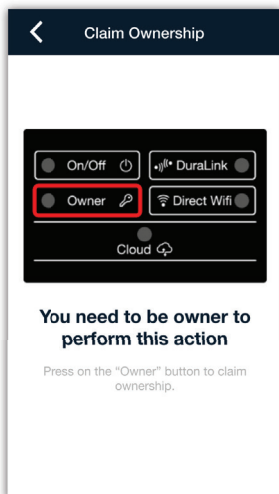 Claim Ownership
On/Off DuraLink
Owner Direct Wifi
Cloud
You need to be owner to
perform this action
Press on the “Owner” button to claim
ownership.